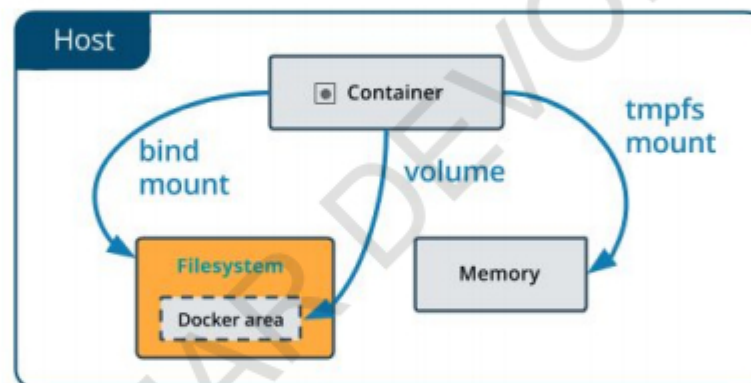 Host
Container
bind
mount
volume
tmpfs
mount
Filesystem
Docker area
Memory